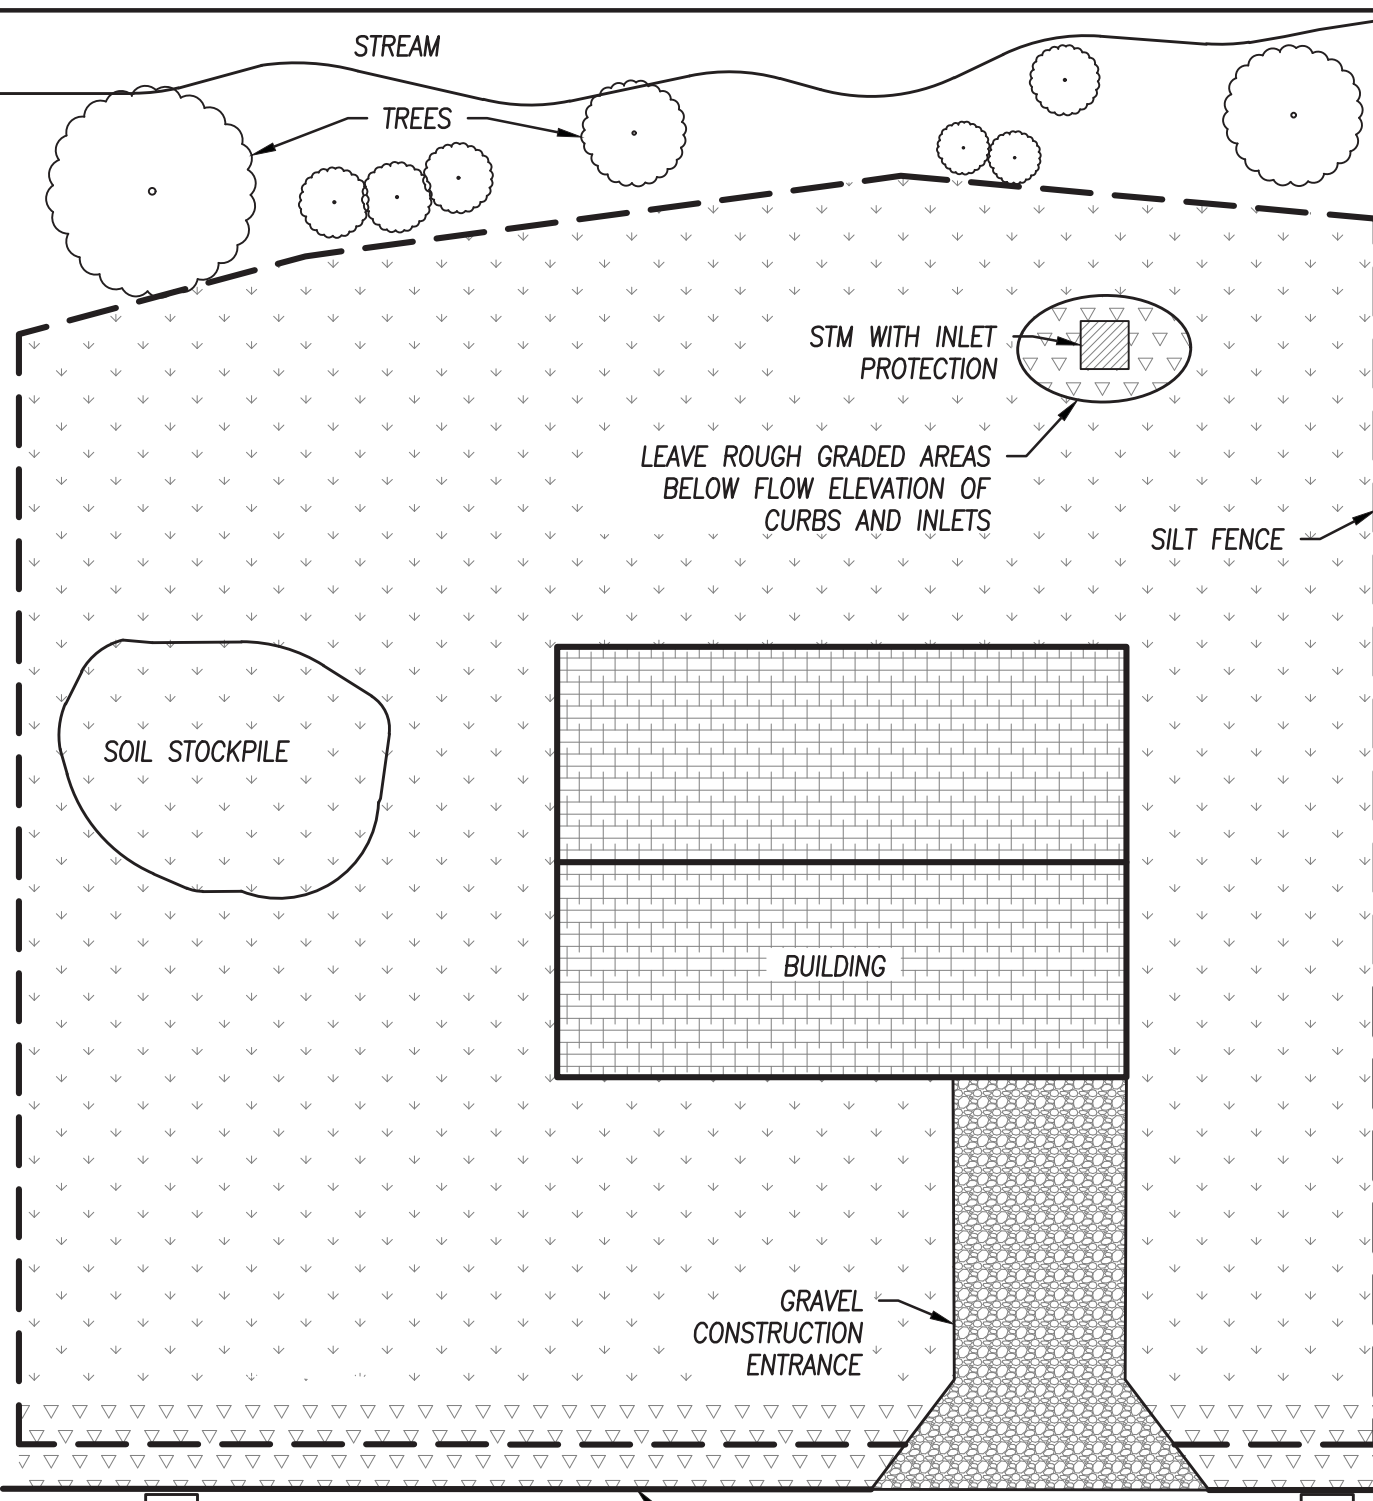 STREAM
TREES
STM WITH INLET
PROTECTION
LEAVE ROUGH GRADED AREAS
BELOW FLOW ELEVATION OF
CURBS AND INLETS
SILT FENCE
SOIL STOCKPILE
BUILDING
GRAVEL
CONSTRUCTION
ENTRANCE